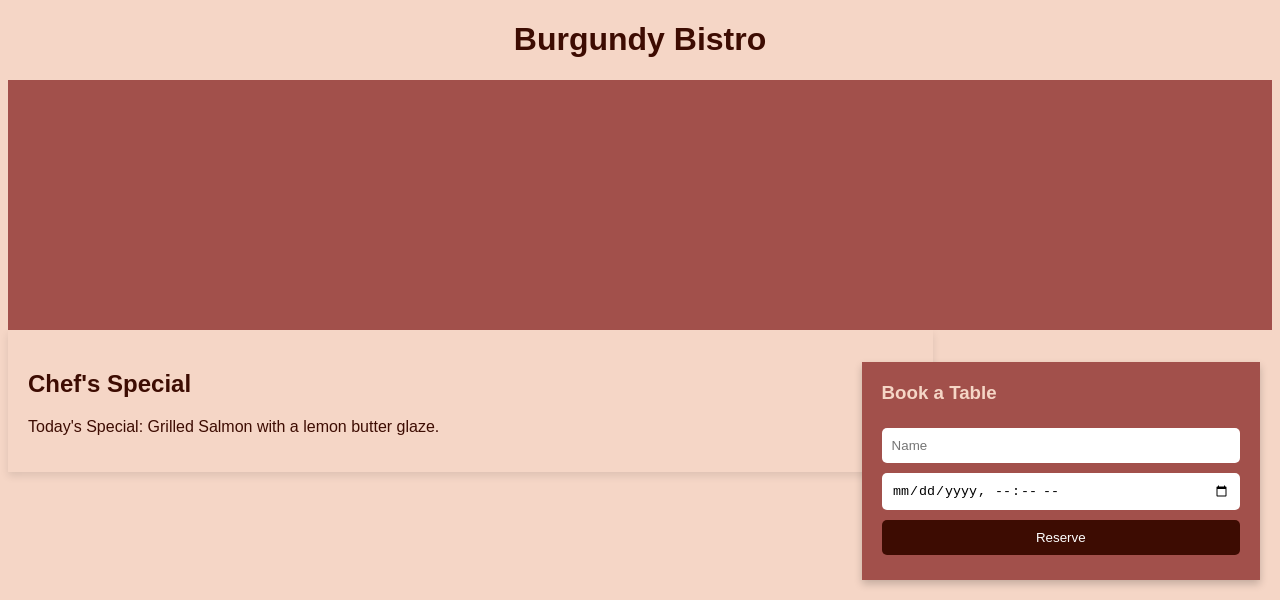 Burgundy Bistro
Chef's Special
Today's Special: Grilled Salmon with a lemon butter glaze.
Book a Table
Name
mm/dd/yyyy, --:-- --
Reserve